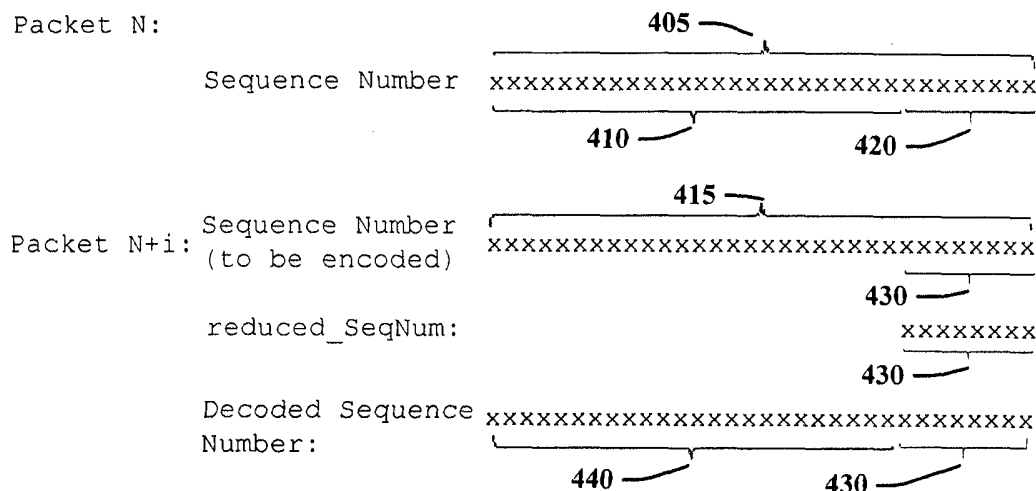 Packet N:
405
Sequence Number xxxxxxxxxxxxxxxxxxxxxxxxxxxxxxxx
410
420
415
Packet N+i: Sequence Number
(to be encoded) xxxxxxxxxxxxxxxxxxxxxxxxxxxxxxxx
430
reduced_SeqNum: xxxxxxxx
430
Decoded Sequence
Number: xxxxxxxxxxxxxxxxxxxxxxxxxxxxxxxx
440
430